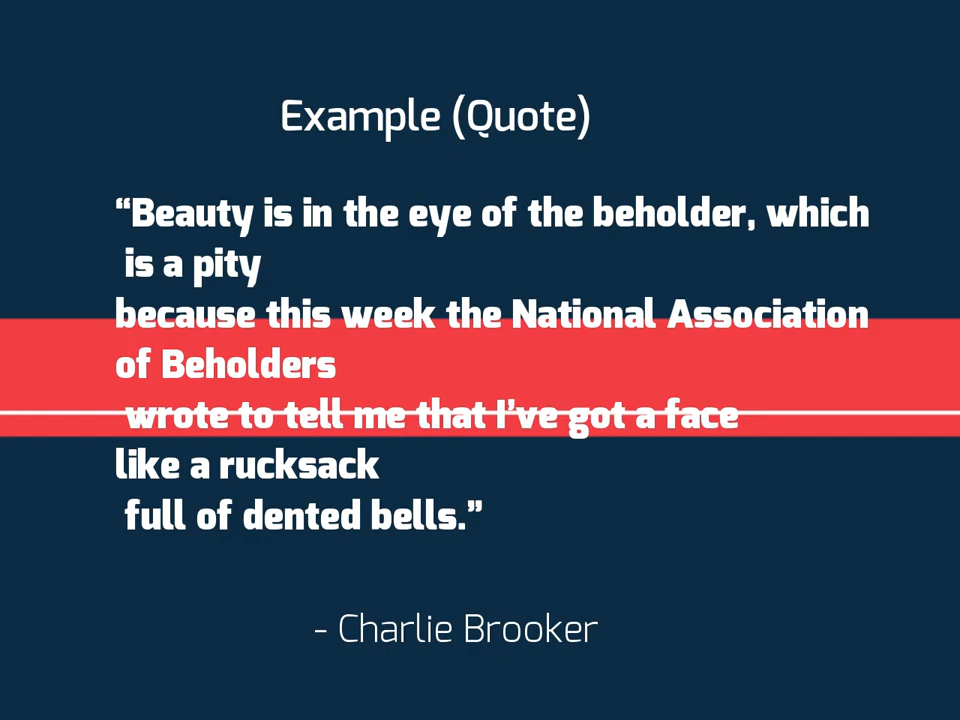 Example (Quote)
“Beauty is in the eye of the beholder, which
is a pity
because this week the National Association
of Beholders
wrote to tell me that I’ve got a face
like a rucksack
full of dented bells.”
- Charlie Brooker